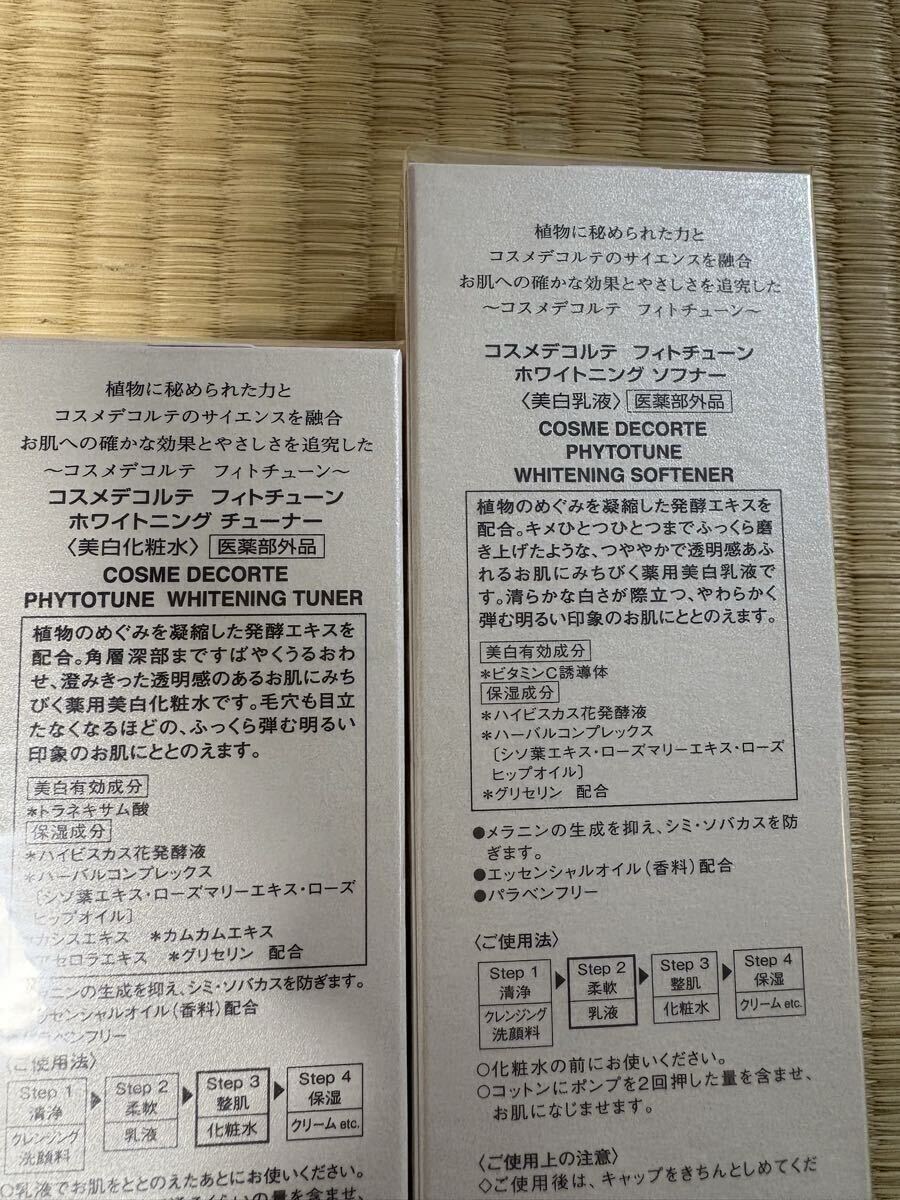 植物に秘められた力と
コスメデコルテのサイエンスを融合
お肌への確かな効果とやさしさを追究した
〜コスメデコルテ フィトチューン〜
コスメデコルテ フィトチューン
ホワイトニング チューナー
〈美白化粧水〉 医薬部外品
COSME DECORTE
PHYTOTUNE WHITENING TUNER
植物のめぐみを凝縮した発酵エキスを
配合。角層深部まですばやくうるおわ
せ、澄みきった透明感のあるお肌にみち
びく薬用美白化粧水です。毛穴も目立
たなくなるほどの、ふっくら弾む明るい
印象のお肌にととのえます。
美白有効成分
*トラネキサム酸
保湿成分
*ハイビスカス花発酵液
*ハーバルコンプレックス
〔シソ葉エキス・ローズマリーエキス・ローズ
ヒップオイル〕
カシスエキス *カムカムエキス
アセロラエキス *グリセリン 配合
メラニンの生成を抑え、シミ・ソバカスを防ぎます。
エッセンシャルオイル（香料）配合
パラベンフリー
〈ご使用法〉
Step 1 Step 2 Step 3 Step 4
清浄 柔軟 整肌 保湿
クレンジング 乳液 化粧水 クリーム etc.
洗顔料
○乳液でお肌をととのえたあとにお使いください。
植物に秘められた力と
コスメデコルテのサイエンスを融合
お肌への確かな効果とやさしさを追究した
〜コスメデコルテ フィトチューン〜
コスメデコルテ フィトチューン
ホワイトニング ソフナー
〈美白乳液〉 医薬部外品
COSME DECORTE
PHYTOTUNE
WHITENING SOFTENER
植物のめぐみを凝縮した発酵エキスを
配合。キメひとつひとつまでふっくら磨
き上げたような、つややかで透明感あふ
れるお肌にみちびく薬用美白乳液で
す。清らかな白さが際立つ、やわらかく
弾む明るい印象のお肌にととのえます。
美白有効成分
*ビタミンC誘導体
保湿成分
*ハイビスカス花発酵液
*ハーバルコンプレックス
〔シソ葉エキス・ローズマリーエキス・ローズ
ヒップオイル〕
*グリセリン 配合
●メラニンの生成を抑え、シミ・ソバカスを防
ぎます。
●エッセンシャルオイル（香料）配合
●パラベンフリー
〈ご使用法〉
Step 1 Step 2 Step 3 Step 4
清浄 柔軟 整肌 保湿
クレンジング 乳液 化粧水 クリーム etc.
洗顔料
○化粧水の前にお使いください。
○コットンにポンプを2回押した量を含ませ、
お肌になじませます。
〈ご使用上の注意〉
◇ご使用後は、キャップをきちんとしめてくだ